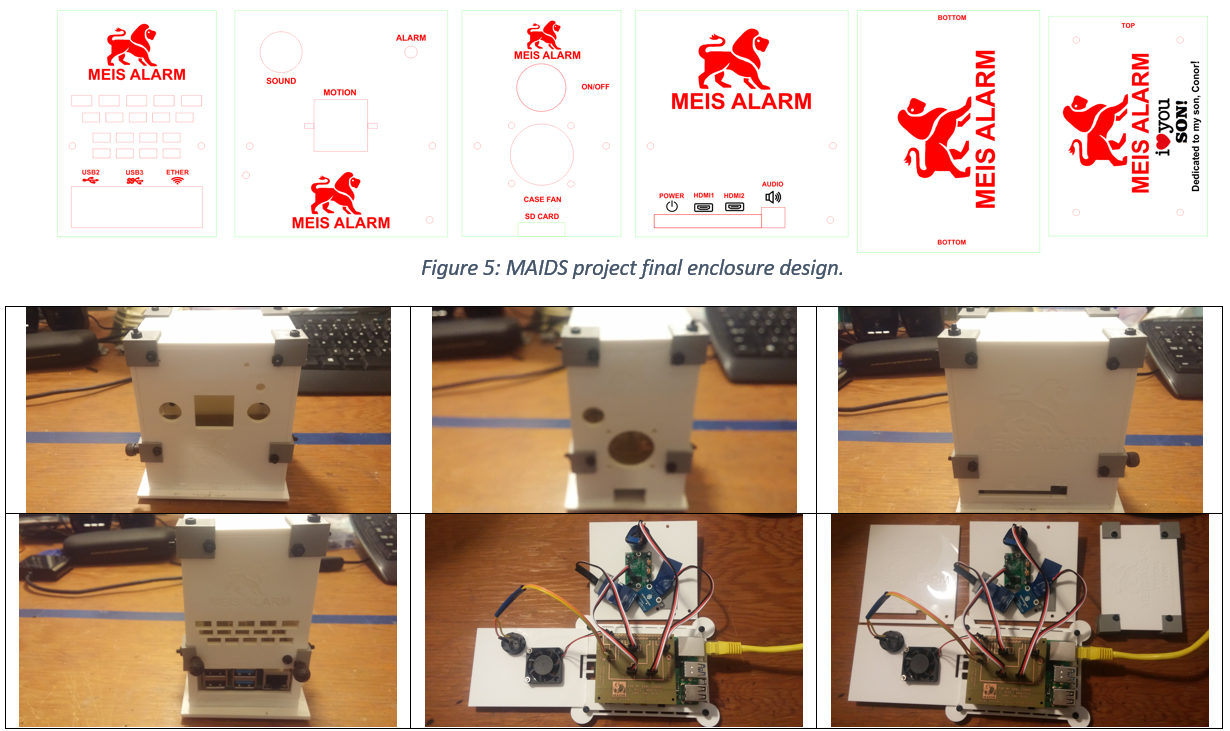 MEIS ALARM
USB2 USB3 ETHER
ALARM
SOUND
MOTION
MEIS ALARM
MEIS ALARM
ON/OFF
CASE FAN
SD CARD
MEIS ALARM
AUDIO
POWER HDMI1 HDMI2
BOTTOM
MEIS ALARM
BOTTOM
TOP
MEIS ALARM
i you
SON!
Dedicated to my son, Conor!
Figure 5: MAIDS project final enclosure design.